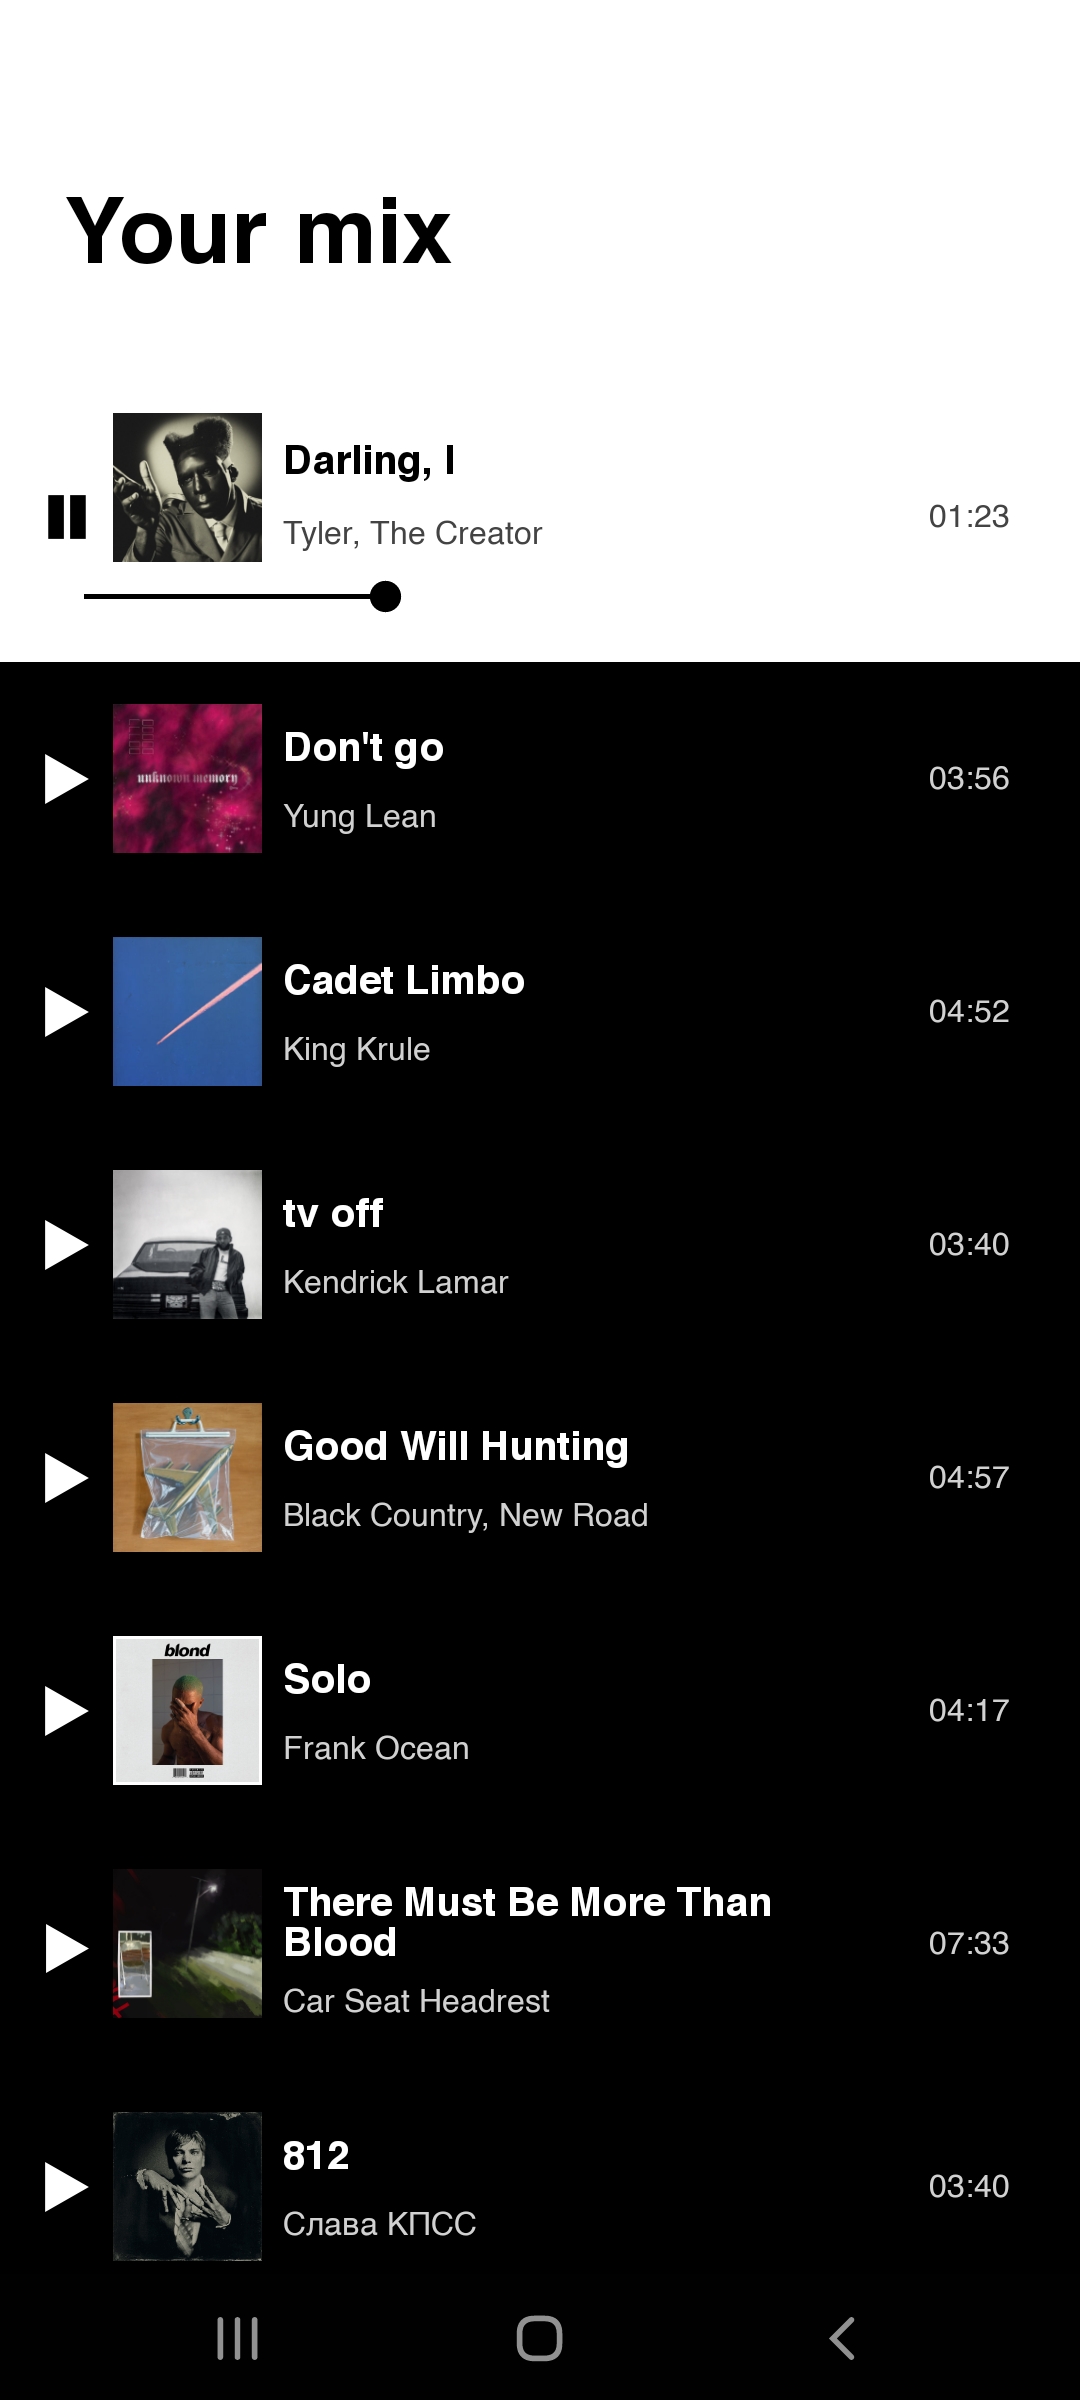 Your mix
Darling, I
Tyler, The Creator
01:23
unknown memory
Don't go
Yung Lean
03:56
Cadet Limbo
King Krule
04:52
tv off
Kendrick Lamar
03:40
Good Will Hunting
Black Country, New Road
04:57
blond
Solo
Frank Ocean
04:17
There Must Be More Than
Blood
Car Seat Headrest
07:33
812
Слава КПСС
03:40